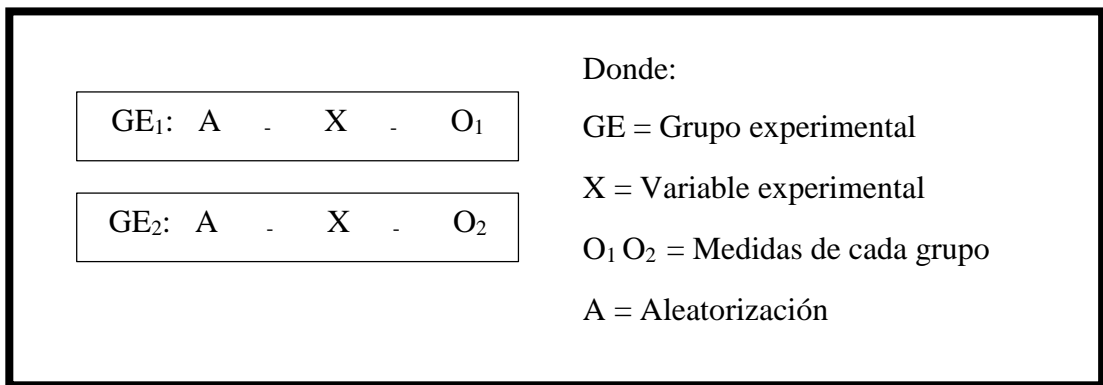 GE₁: A - X - O₁
GE₂: A - X - O₂
Donde:
GE = Grupo experimental
X = Variable experimental
O₁ O₂ = Medidas de cada grupo
A = Aleatorización